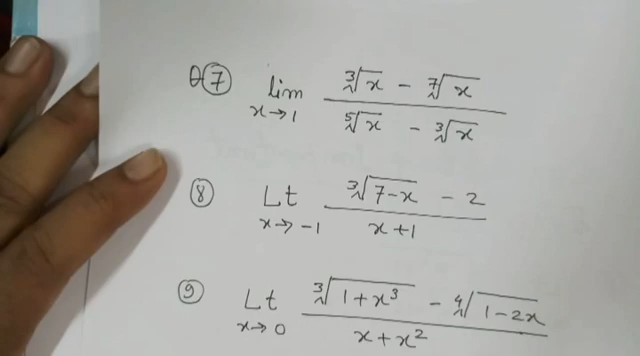 Q7 lim x→1 (∛x − ⁷√x) / (⁵√x − ∛x)
8 Lt x→−1 (∛(7−x) − 2) / (x+1)
9 Lt x→0 (∛(1+x³) − ∜(1−2x)) / (x+x²)